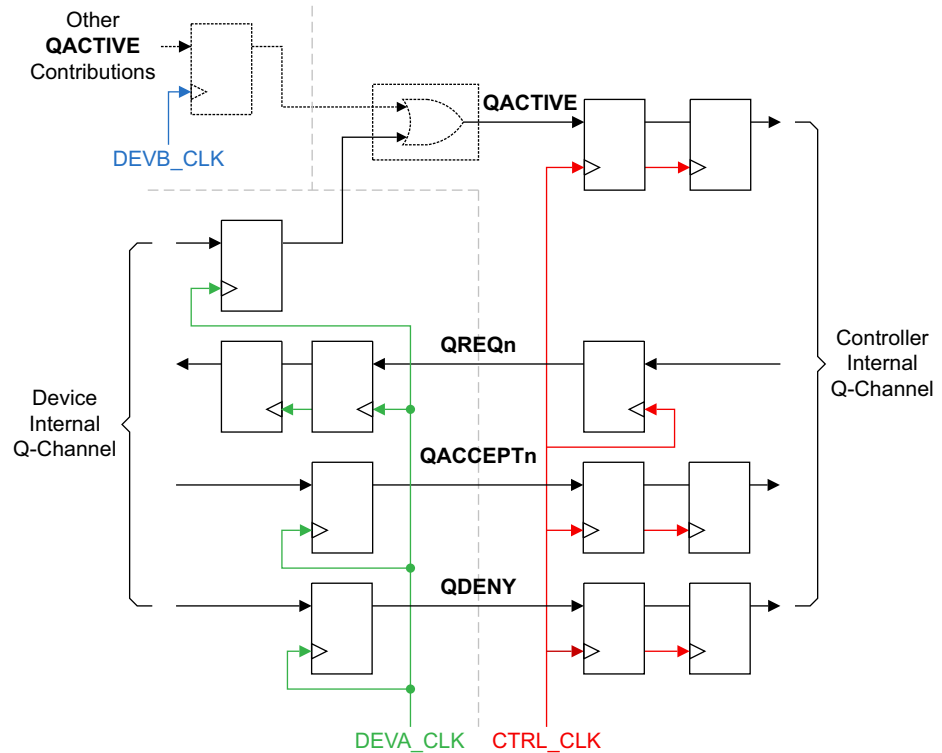 Other
QACTIVE
Contributions
QACTIVE
DEVB_CLK
QREQn
Controller
Internal
Q-Channel
Device
Internal
Q-Channel
QACCEPTn
QDENY
DEVA_CLK
CTRL_CLK